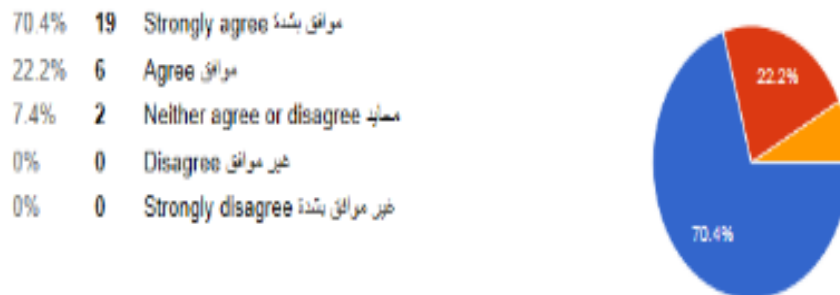 70.4% 19 Strongly agree موافق بشدة
22.2% 6 Agree موافق
7.4% 2 Neither agree or disagree محايد
0% 0 Disagree غير موافق
0% 0 Strongly disagree غير موافق بشدة
22.2%
70.4%